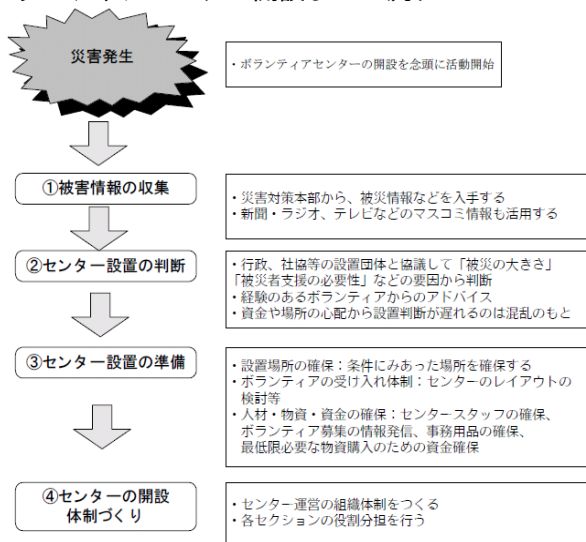 災害発生
・ボランティアセンターの開設を念頭に活動開始
①被害情報の収集
・災害対策本部から、被災情報などを入手する
・新聞・ラジオ、テレビなどのマスコミ情報も活用する
②センター設置の判断
・行政、社協等の設置団体と協議して「被災の大きさ」
「被災者支援の必要性」などの要因から判断
・経験のあるボランティアからのアドバイス
・資金や場所の心配から設置判断が遅れるのは混乱のもと
③センター設置の準備
・設置場所の確保：条件にみあった場所を確保する
・ボランティアの受け入れ体制：センターのレイアウトの
検討等
・人材・物資・資金の確保：センタースタッフの確保、
ボランティア募集の情報発信、事務用品の確保、
最低限必要な物資購入のための資金確保
④センターの開設
体制づくり
・センター運営の組織体制をつくる
・各セクションの役割分担を行う